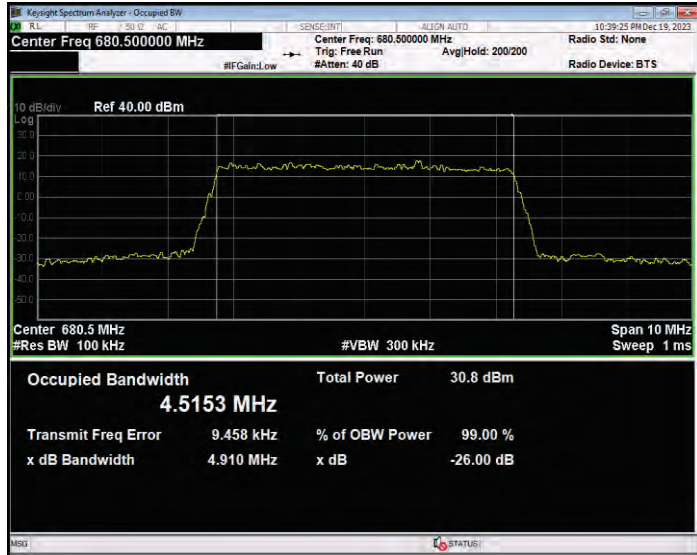 Keysight Spectrum Analyzer - Occupied BW
RL RF 50 Ω AC SENSE:INT ALIGN AUTO 10:39:25 PM Dec 19, 2023
Center Freq 680.500000 MHz Center Freq: 680.500000 MHz Radio Std: None
Trig: Free Run Avg|Hold: 200/200
#IFGain:Low #Atten: 40 dB Radio Device: BTS
10 dB/div Ref 40.00 dBm
Log
30.0
20.0
10.0
0.00
-10.0
-20.0
-30.0
-40.0
-50.0
Center 680.5 MHz Span 10 MHz
#Res BW 100 kHz #VBW 300 kHz Sweep 1 ms
Occupied Bandwidth Total Power 30.8 dBm
4.5153 MHz
Transmit Freq Error 9.458 kHz % of OBW Power 99.00 %
x dB Bandwidth 4.910 MHz x dB -26.00 dB
MSG STATUS